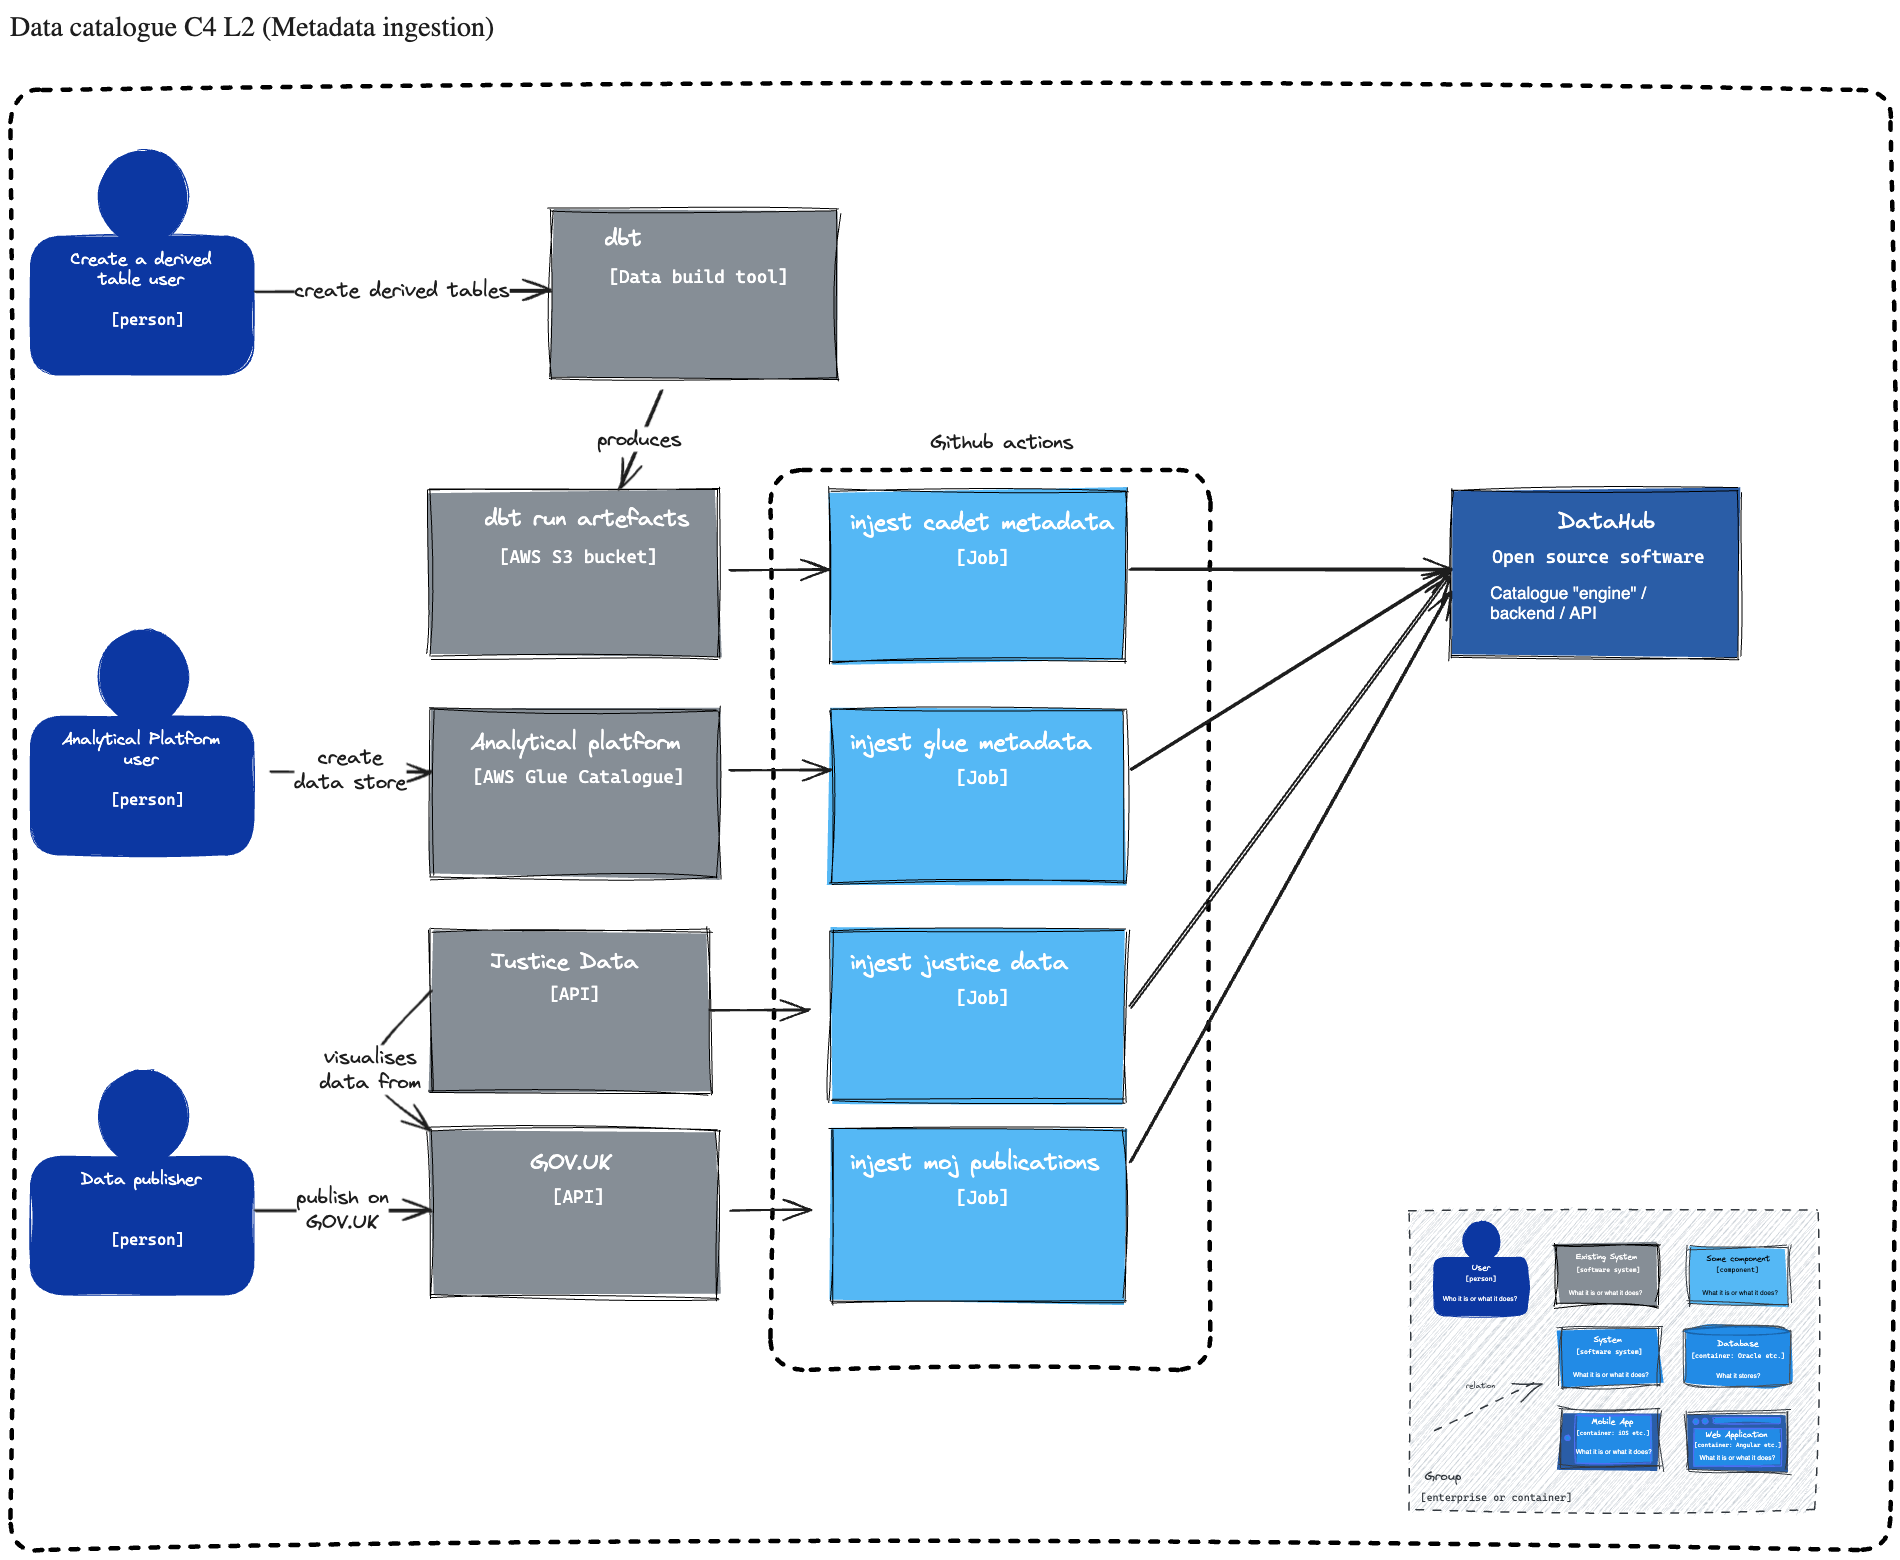 Data catalogue C4 L2 (Metadata ingestion)
Create a derived
table user
[person]
create derived tables
dbt
[Data build tool]
produces
Github actions
dbt run artefacts
[AWS S3 bucket]
injest cadet metadata
[Job]
DataHub
Open source software
Catalogue "engine" /
backend / API
Analytical Platform
user
[person]
create
data store
Analytical platform
[AWS Glue Catalogue]
injest glue metadata
[Job]
Justice Data
[API]
injest justice data
[Job]
visualises
data from
Data publisher
[person]
publish on
GOV.UK
GOV.UK
[API]
injest moj publications
[Job]
User
[person]
Who it is or what it does?
Existing System
[software system]
What it is or what it does?
Some component
[component]
What it is or what it does?
System
[software system]
What it is or what it does?
Database
[container: Oracle etc.]
What it stores?
relation
Mobile App
[container: iOS etc.]
What it is or what it does?
Web Application
[container: Angular etc.]
What it is or what it does?
Group
[enterprise or container]